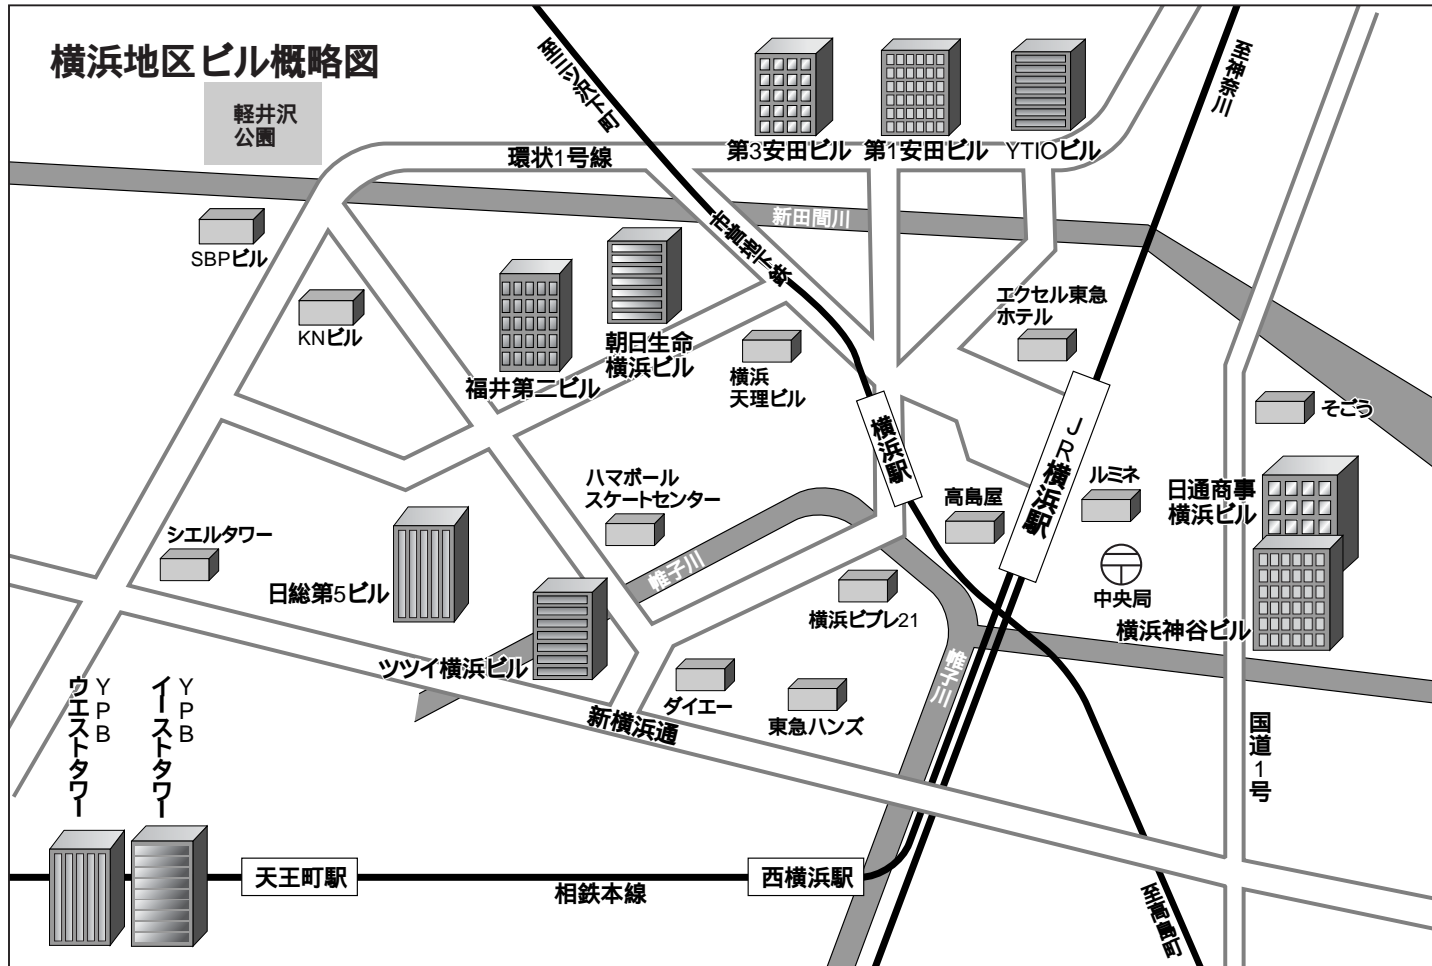 横浜地区ビル概略図
軽井沢
公園
至三ツ沢下町
環状1号線
第3安田ビル
第1安田ビル
YTIOビル
至神奈川
新田間川
市営地下鉄
SBPビル
KNビル
福井第二ビル
朝日生命
横浜ビル
横浜
天理ビル
エクセル東急
ホテル
そごう
横浜駅
JR横浜駅
ハマボール
スケートセンター
高島屋
ルミネ
日通商事
横浜ビル
シエルタワー
日総第5ビル
帷子川
横浜ビブレ21
中央局
横浜神谷ビル
ツツイ横浜ビル
ダイエー
東急ハンズ
帷子川
新横浜通
国道1号
YPB
ウエストタワー
YPB
イーストタワー
天王町駅
相鉄本線
西横浜駅
至高島町